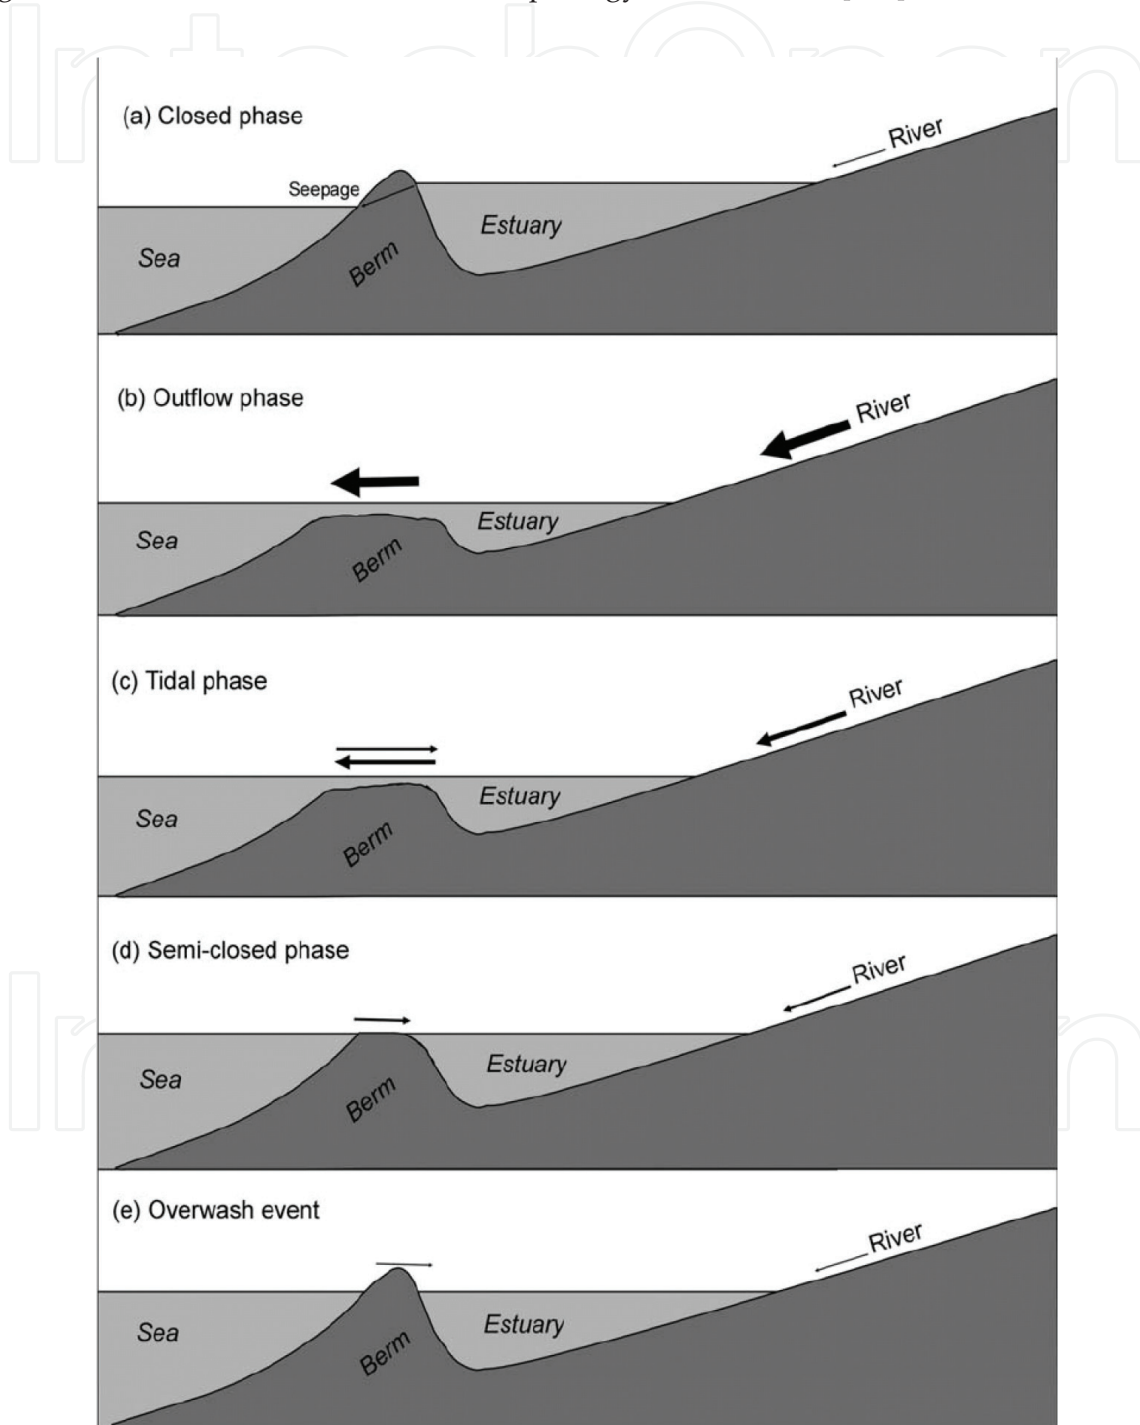 (a) Closed phase
River
Seepage
Estuary
Sea
Berm
(b) Outflow phase
River
Estuary
Sea
Berm
(c) Tidal phase
River
Estuary
Sea
Berm
(d) Semi-closed phase
River
Estuary
Sea
Berm
(e) Overwash event
River
Estuary
Sea
Berm